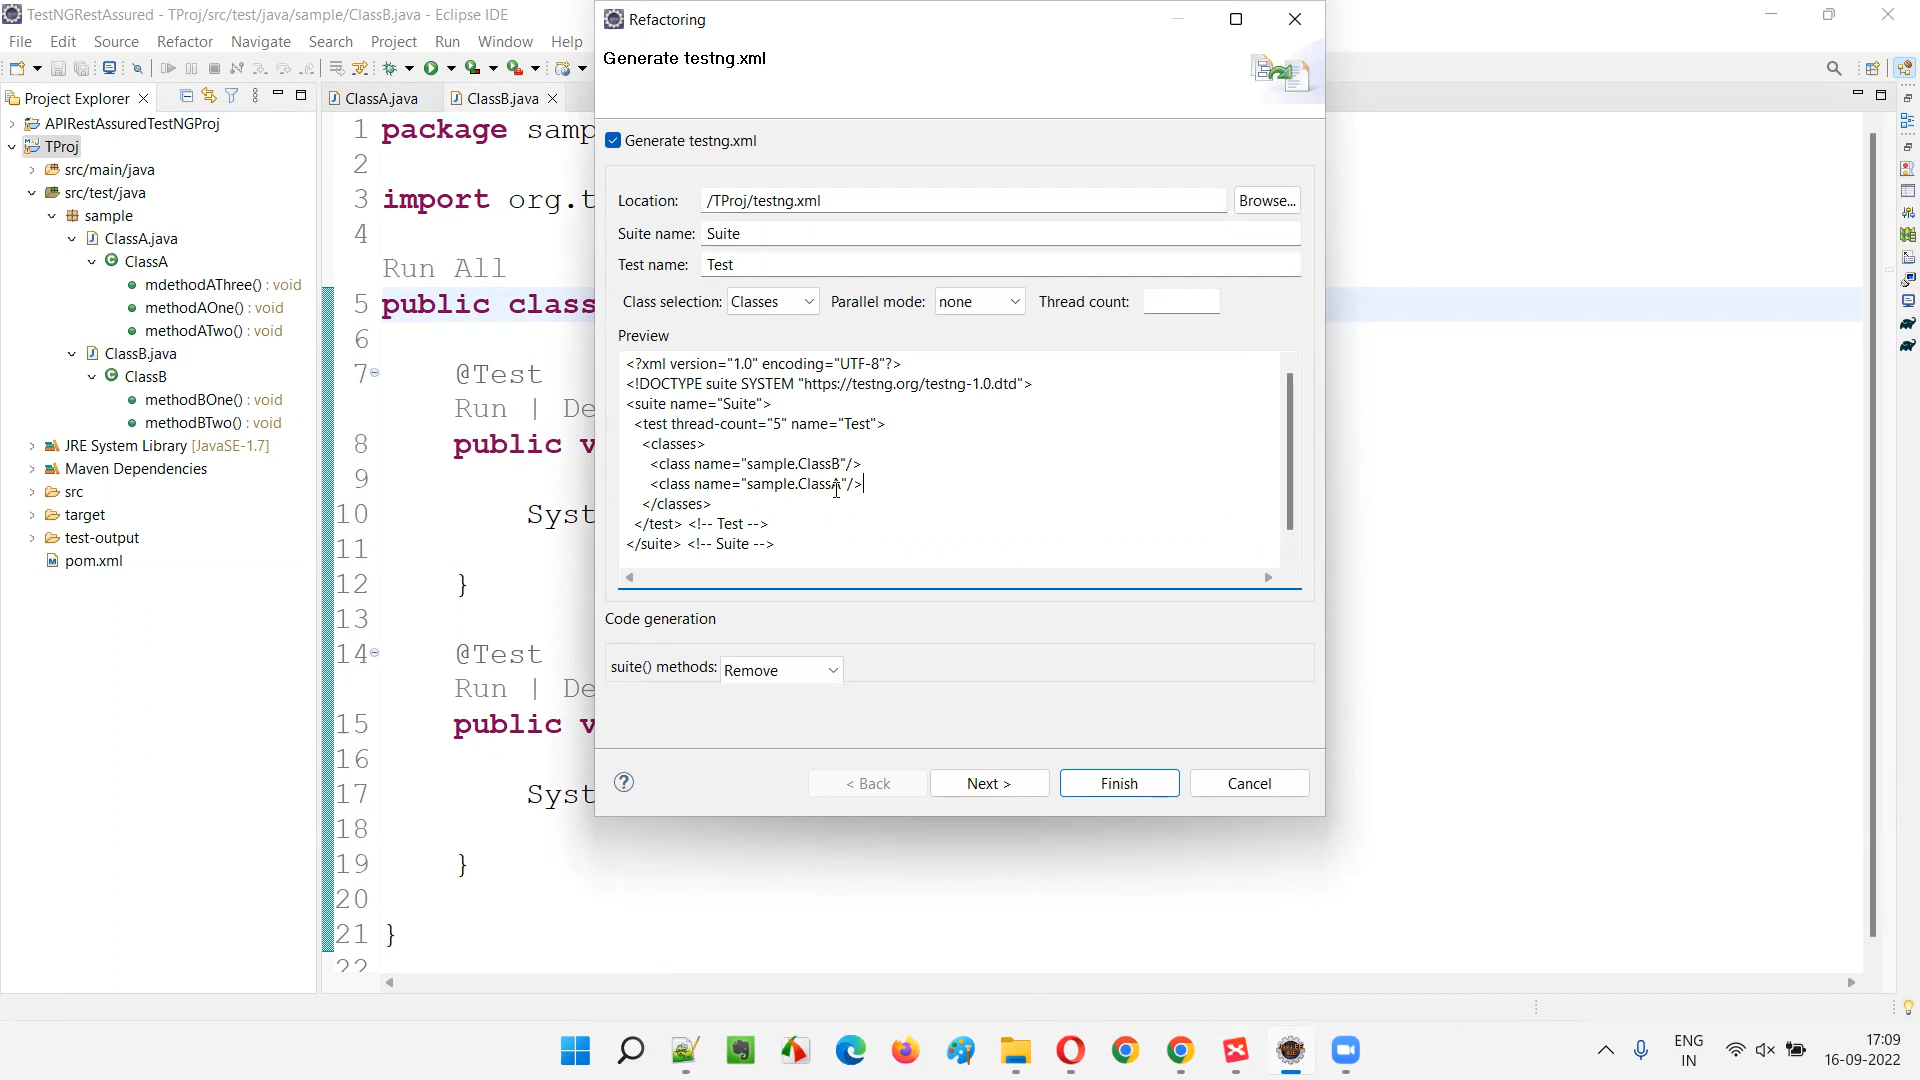 TestNGRestAssured - TProj/src/test/java/sample/ClassB.java - Eclipse IDE
File Edit Source Refactor Navigate Search Project Run Window Help
Project Explorer
APIRestAssuredTestNGProj
TProj
src/main/java
src/test/java
sample
ClassA.java
ClassA
mdethodAThree() : void
methodAOne() : void
methodATwo() : void
ClassB.java
ClassB
methodBOne() : void
methodBTwo() : void
JRE System Library [JavaSE-1.7]
Maven Dependencies
src
target
test-output
pom.xml
ClassA.java
ClassB.java
1 package samp
2
3 import org.t
4
Run All
5 public class
6
7 @Test
Run | De
8 public v
9
10 Syst
11
12 }
13
14 @Test
Run | De
15 public v
16
17 Syst
18
19 }
20
21 }
22
Refactoring
Generate testng.xml
Generate testng.xml
Location: /TProj/testng.xml Browse...
Suite name: Suite
Test name: Test
Class selection: Classes Parallel mode: none Thread count:
Preview
<?xml version="1.0" encoding="UTF-8"?>
<!DOCTYPE suite SYSTEM "https://testng.org/testng-1.0.dtd">
<suite name="Suite">
<test thread-count="5" name="Test">
<classes>
<class name="sample.ClassB"/>
<class name="sample.ClassA"/>
</classes>
</test> <!-- Test -->
</suite> <!-- Suite -->
Code generation
suite() methods: Remove
< Back Next > Finish Cancel
ENG
IN
17:09
16-09-2022